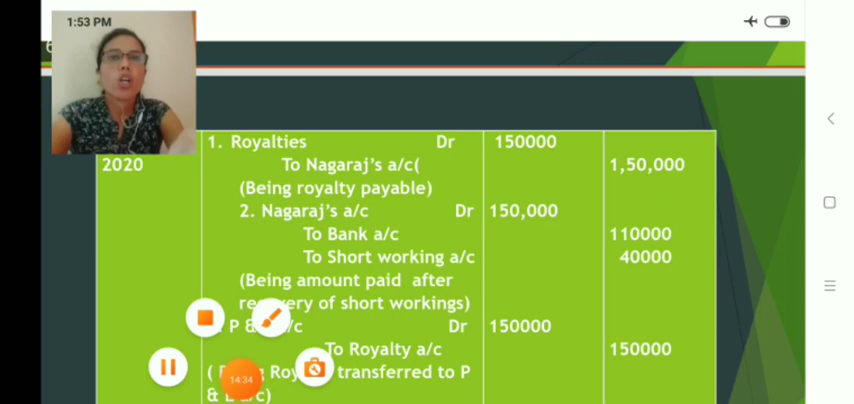 1:53 PM
6
1. Royalties Dr 150000
2020 To Nagaraj's a/c( 1,50,000
(Being royalty payable)
2. Nagaraj's a/c Dr 150,000
To Bank a/c 110000
To Short working a/c 40000
(Being amount paid after
of short workings)
P & /c Dr 150000
To Royalty a/c 150000
( transferred to P
&
14:34